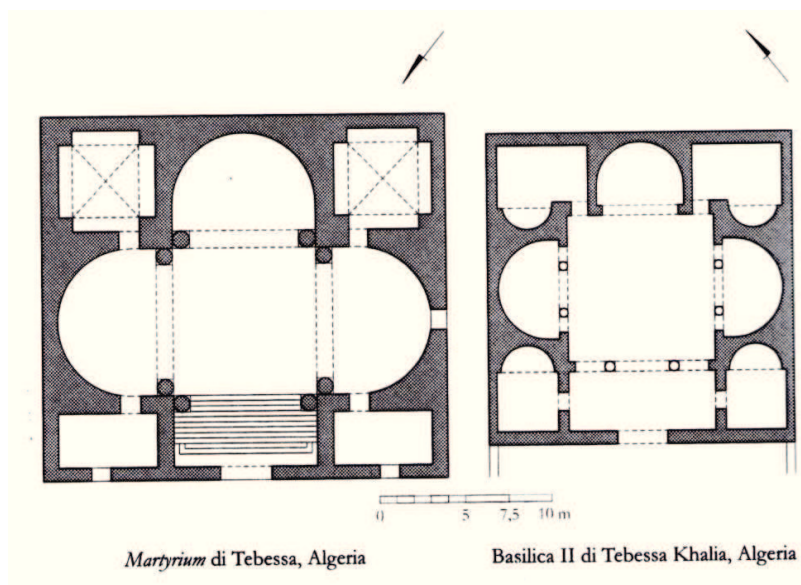 0 5 7,5 10 m
Martyrium di Tebessa, Algeria
Basilica II di Tebessa Khalia, Algeria